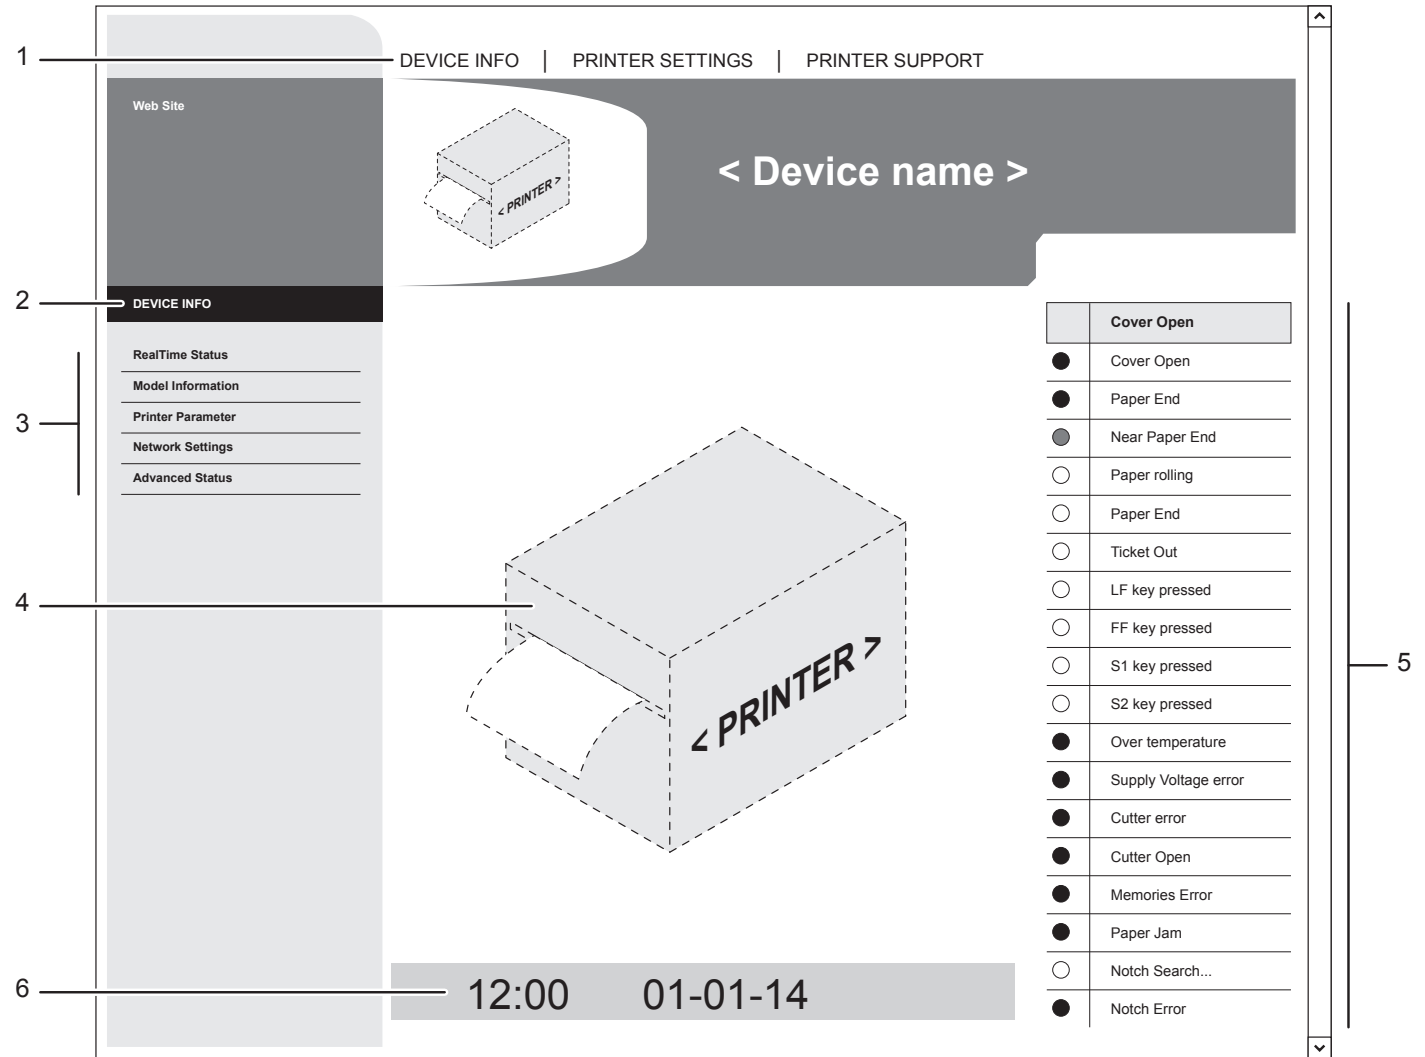 1
DEVICE INFO | PRINTER SETTINGS | PRINTER SUPPORT
Web Site
< PRINTER >
< Device name >
2
DEVICE INFO
3
RealTime Status
Model Information
Printer Parameter
Network Settings
Advanced Status
4
< PRINTER >
Cover Open
Cover Open
Paper End
Near Paper End
Paper rolling
Paper End
Ticket Out
LF key pressed
FF key pressed
S1 key pressed
S2 key pressed
Over temperature
Supply Voltage error
Cutter error
Cutter Open
Memories Error
Paper Jam
Notch Search...
Notch Error
5
6
12:00 01-01-14